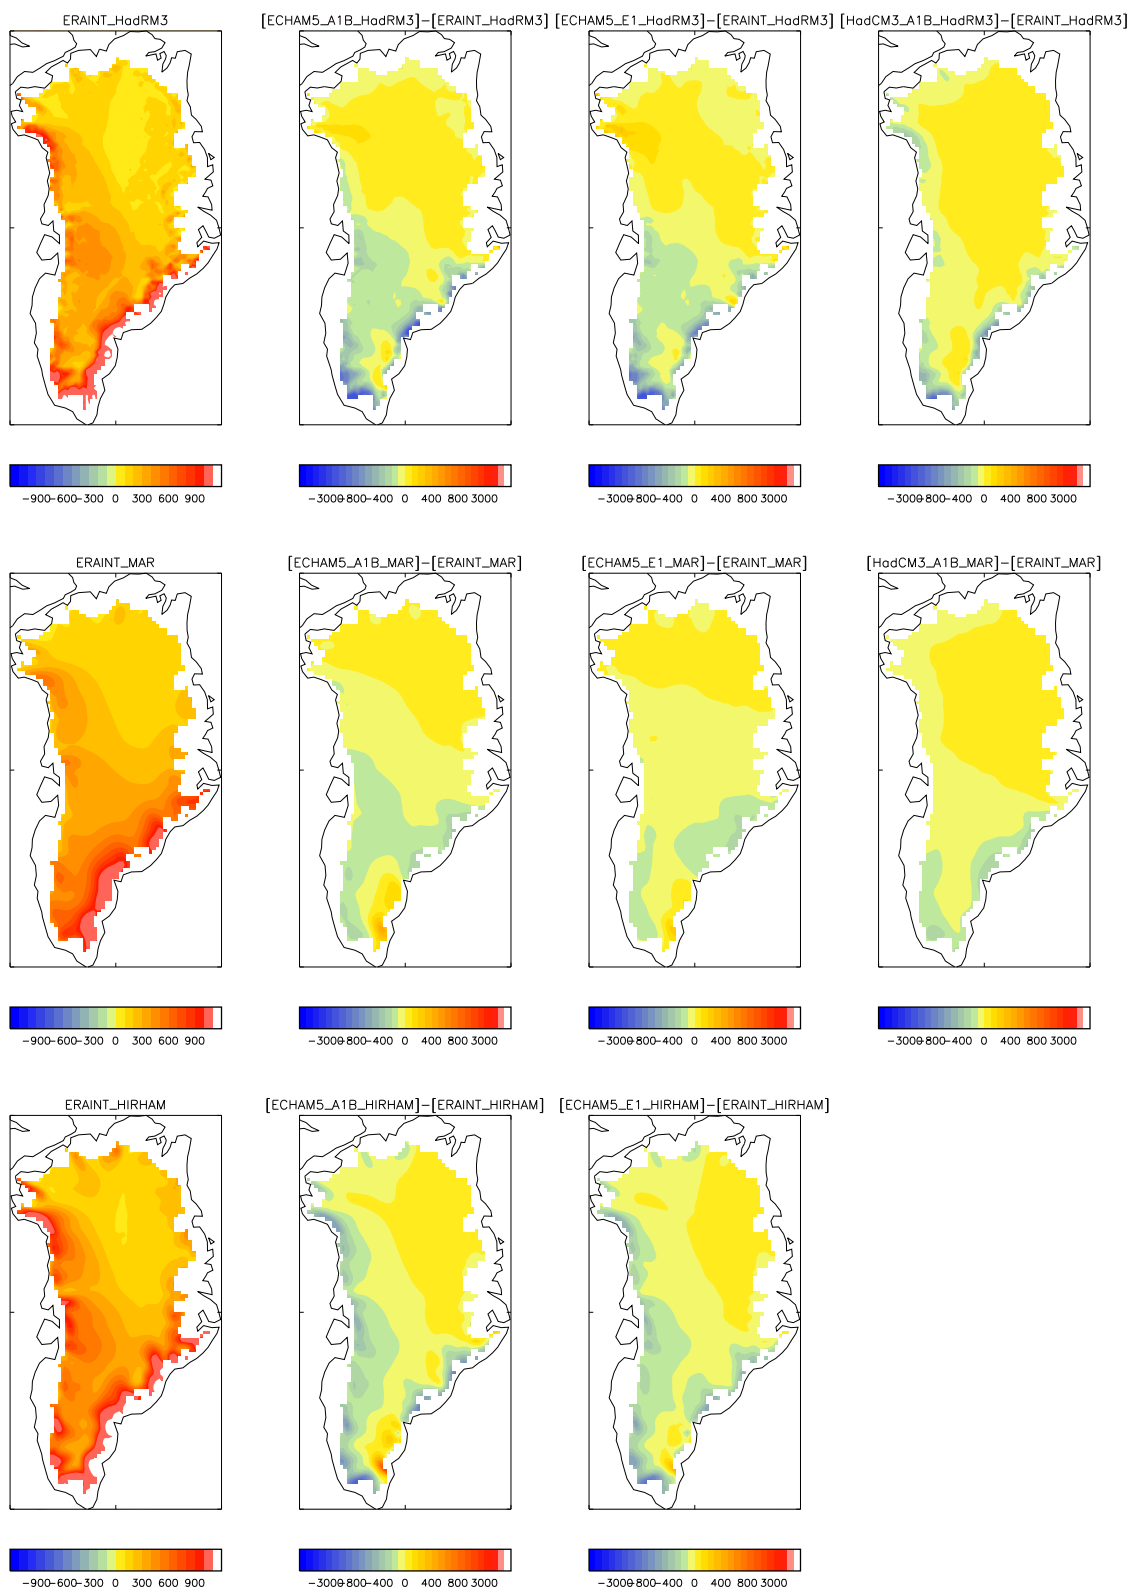 ERAINT_HadRM3 [ECHAM5_A1B_HadRM3]-[ERAINT_HadRM3] [ECHAM5_E1_HadRM3]-[ERAINT_HadRM3] [HadCM3_A1B_HadRM3]-[ERAINT_HadRM3]
-900-600-300 0 300 600 900 -3000-800-400 0 400 800 3000 -3000-800-400 0 400 800 3000 -3000-800-400 0 400 800 3000
ERAINT_MAR [ECHAM5_A1B_MAR]-[ERAINT_MAR] [ECHAM5_E1_MAR]-[ERAINT_MAR] [HadCM3_A1B_MAR]-[ERAINT_MAR]
-900-600-300 0 300 600 900 -3000-800-400 0 400 800 3000 -3000-800-400 0 400 800 3000 -3000-800-400 0 400 800 3000
ERAINT_HIRHAM [ECHAM5_A1B_HIRHAM]-[ERAINT_HIRHAM] [ECHAM5_E1_HIRHAM]-[ERAINT_HIRHAM]
-900-600-300 0 300 600 900 -3000-800-400 0 400 800 3000 -3000-800-400 0 400 800 3000